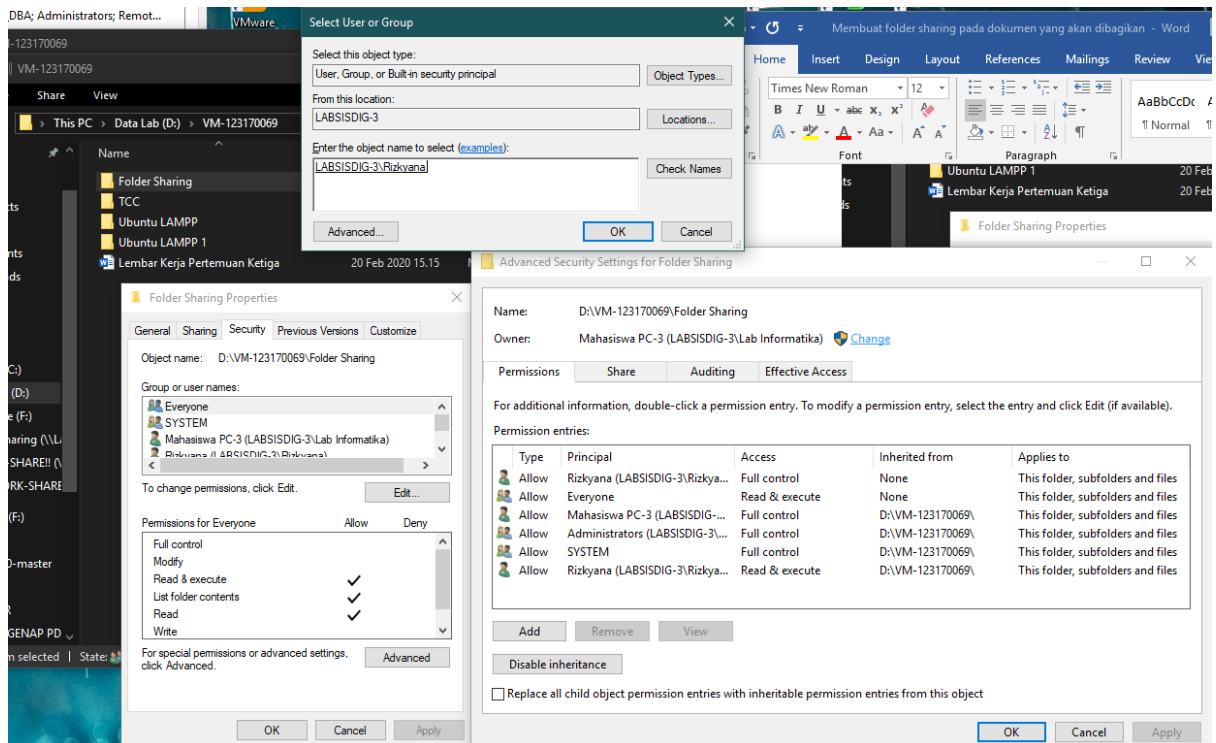 DBA; Administrators; Remot...
VMware
VM-123170069
Share View
This PC > Data Lab (D:) > VM-123170069
Name
Folder Sharing
TCC
Ubuntu LAMPP
Ubuntu LAMPP 1
Lembar Kerja Pertemuan Ketiga 20 Feb 2020 15.15
(D:)
(F:)
(F:)
GENAP PD
selected | State:
Select User or Group
Select this object type:
User, Group, or Built-in security principal
Object Types...
From this location:
LABSISDIG-3
Locations...
Enter the object name to select (examples):
LABSISDIG-3\Rizkyana
Check Names
Advanced...
OK
Cancel
Membuat folder sharing pada dokumen yang akan dibagikan - Word
Home Insert Design Layout References Mailings Review
Times New Roman 12
B I U abc X₂ X²
A ab A Aa A A
AaBbCcDc
¶ Normal
Font Paragraph
Ubuntu LAMPP 1 20 Feb
Lembar Kerja Pertemuan Ketiga 20 Feb
Folder Sharing Properties
Folder Sharing Properties
General Sharing Security Previous Versions Customize
Object name: D:\VM-123170069\Folder Sharing
Group or user names:
Everyone
SYSTEM
Mahasiswa PC-3 (LABSISDIG-3\Lab Informatika)
Rizkyana (LABSISDIG-3\Rizkyana)
To change permissions, click Edit.
Edit...
Permissions for Everyone Allow Deny
Full control
Modify
Read & execute
List folder contents
Read
Write
For special permissions or advanced settings,
click Advanced.
Advanced
OK Cancel Apply
Advanced Security Settings for Folder Sharing
Name: D:\VM-123170069\Folder Sharing
Owner: Mahasiswa PC-3 (LABSISDIG-3\Lab Informatika) Change
Permissions Share Auditing Effective Access
For additional information, double-click a permission entry. To modify a permission entry, select the entry and click Edit (if available).
Permission entries:
Type Principal Access Inherited from Applies to
Allow Rizkyana (LABSISDIG-3\Rizkya... Full control None This folder, subfolders and files
Allow Everyone Read & execute None This folder, subfolders and files
Allow Mahasiswa PC-3 (LABSISDIG-... Full control D:\VM-123170069\ This folder, subfolders and files
Allow Administrators (LABSISDIG-3\... Full control D:\VM-123170069\ This folder, subfolders and files
Allow SYSTEM Full control D:\VM-123170069\ This folder, subfolders and files
Allow Rizkyana (LABSISDIG-3\Rizkya... Read & execute D:\VM-123170069\ This folder, subfolders and files
Add Remove View
Disable inheritance
Replace all child object permission entries with inheritable permission entries from this object
OK Cancel Apply